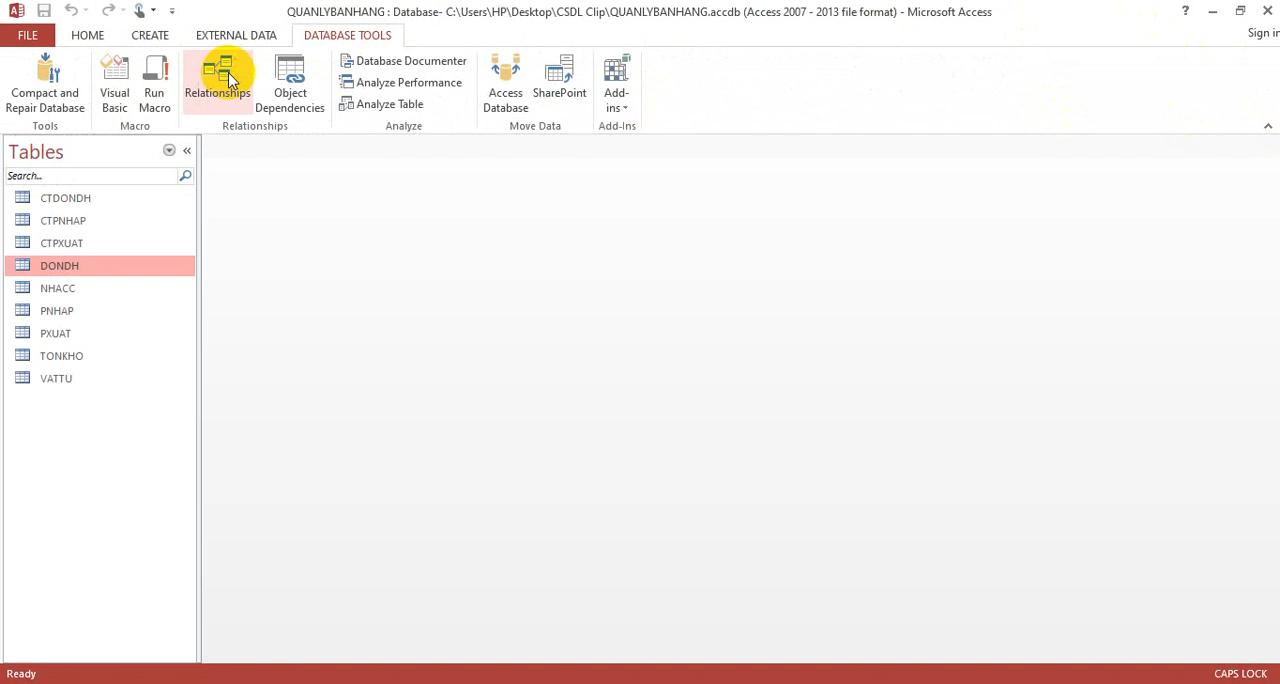 QUANLYBANHANG : Database- C:\Users\HP\Desktop\CSDL Clip\QUANLYBANHANG.accdb (Access 2007 - 2013 file format) - Microsoft Access
?
FILE HOME CREATE EXTERNAL DATA DATABASE TOOLS
Sign in
Compact and Repair Database
Visual Basic
Run Macro
Relationships
Object Dependencies
Database Documenter
Analyze Performance
Analyze Table
Access Database
SharePoint
Add-ins
Tools Macro Relationships Analyze Move Data Add-Ins
Tables
Search...
CTDONDH
CTPNHAP
CTPXUAT
DONDH
NHACC
PNHAP
PXUAT
TONKHO
VATTU
Ready
CAPS LOCK